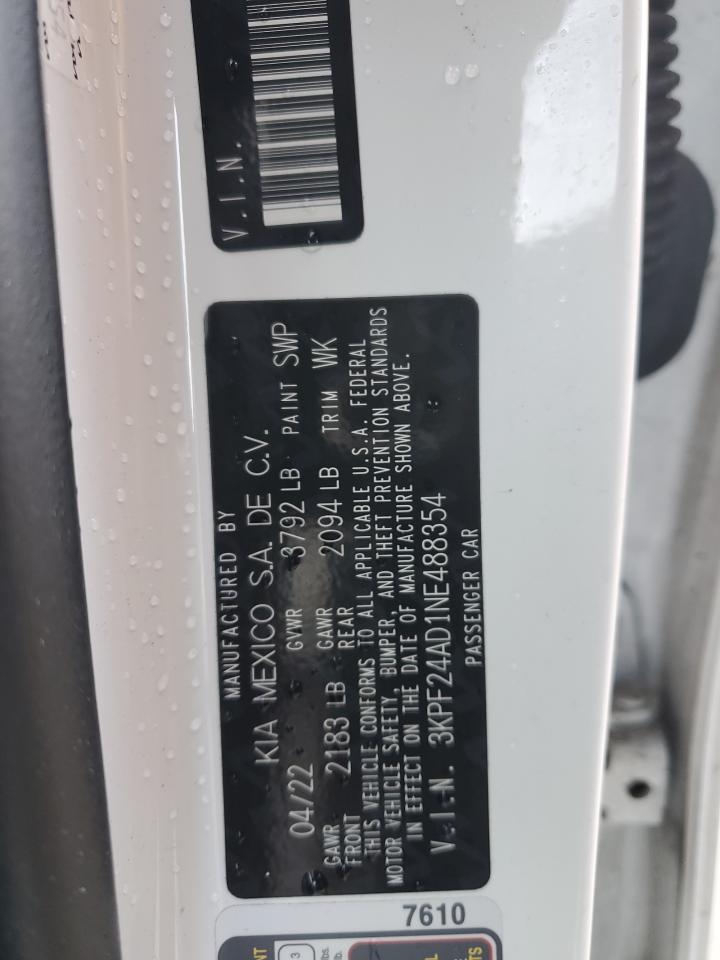 V.I.N.
MANUFACTURED BY
KIA MEXICO S.A. DE C.V.
04/22 GVWR 3792 LB PAINT SWP
GAWR FRONT 2183 LB GAWR REAR 2094 LB TRIM WK
THIS VEHICLE CONFORMS TO ALL APPLICABLE U.S.A. FEDERAL
MOTOR VEHICLE SAFETY, BUMPER, AND THEFT PREVENTION STANDARDS
IN EFFECT ON THE DATE OF MANUFACTURE SHOWN ABOVE.
V.I.N. 3KPF24AD1NE488354
PASSENGER CAR
7610
3